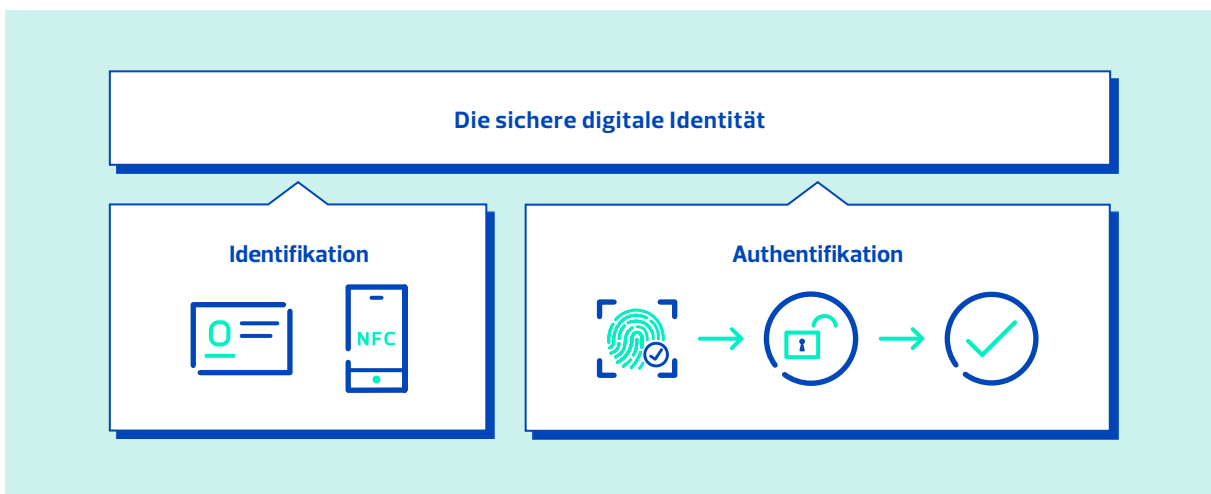 Die sichere digitale Identität
Identifikation
Authentifikation
NFC